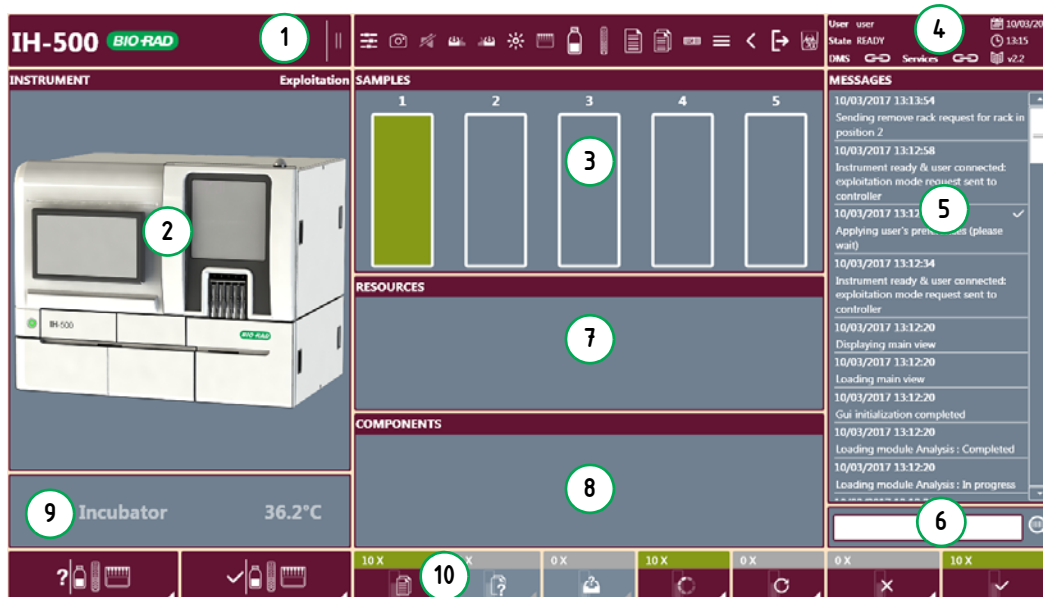 IH-500 BIO-RAD
1
User user
10/03/20
State READY
4
13:15
DMS Services v2.2
INSTRUMENT Exploitation
SAMPLES
MESSAGES
1 2 3 4 5
3
2
IH-500
BIO-RAD
10/03/2017 13:13:54
Sending remove rack request for rack in
position 2
10/03/2017 13:12:58
Instrument ready & user connected:
exploitation mode request sent to
controller
5
10/03/2017 13:12
Applying user's (please
wait)
10/03/2017 13:12:34
Instrument ready & user connected:
exploitation mode request sent to
controller
10/03/2017 13:12:20
Displaying main view
10/03/2017 13:12:20
Loading main view
10/03/2017 13:12:20
Gui initialization completed
10/03/2017 13:12:20
Loading module Analysis : Completed
10/03/2017 13:12:20
Loading module Analysis : In progress
RESOURCES
7
COMPONENTS
8
9
Incubator 36.2°C
6
? 
10 X
10
X
?
0 X
?
10 X
0 X
0 X
10 X